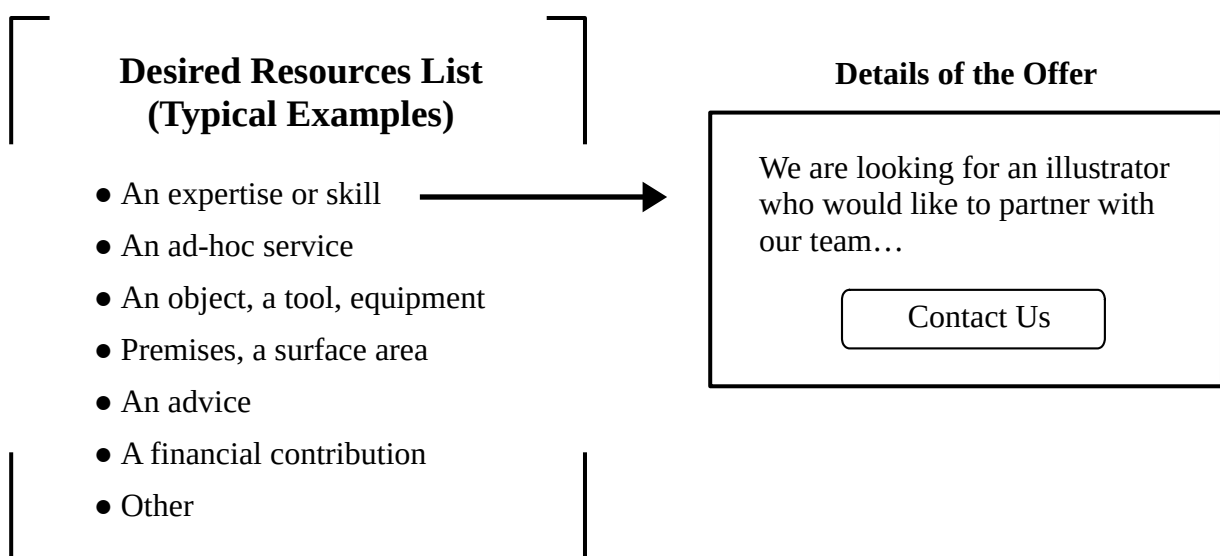 Desired Resources List
(Typical Examples)
● An expertise or skill
● An ad-hoc service
● An object, a tool, equipment
● Premises, a surface area
● An advice
● A financial contribution
● Other
Details of the Offer
We are looking for an illustrator
who would like to partner with
our team…
Contact Us